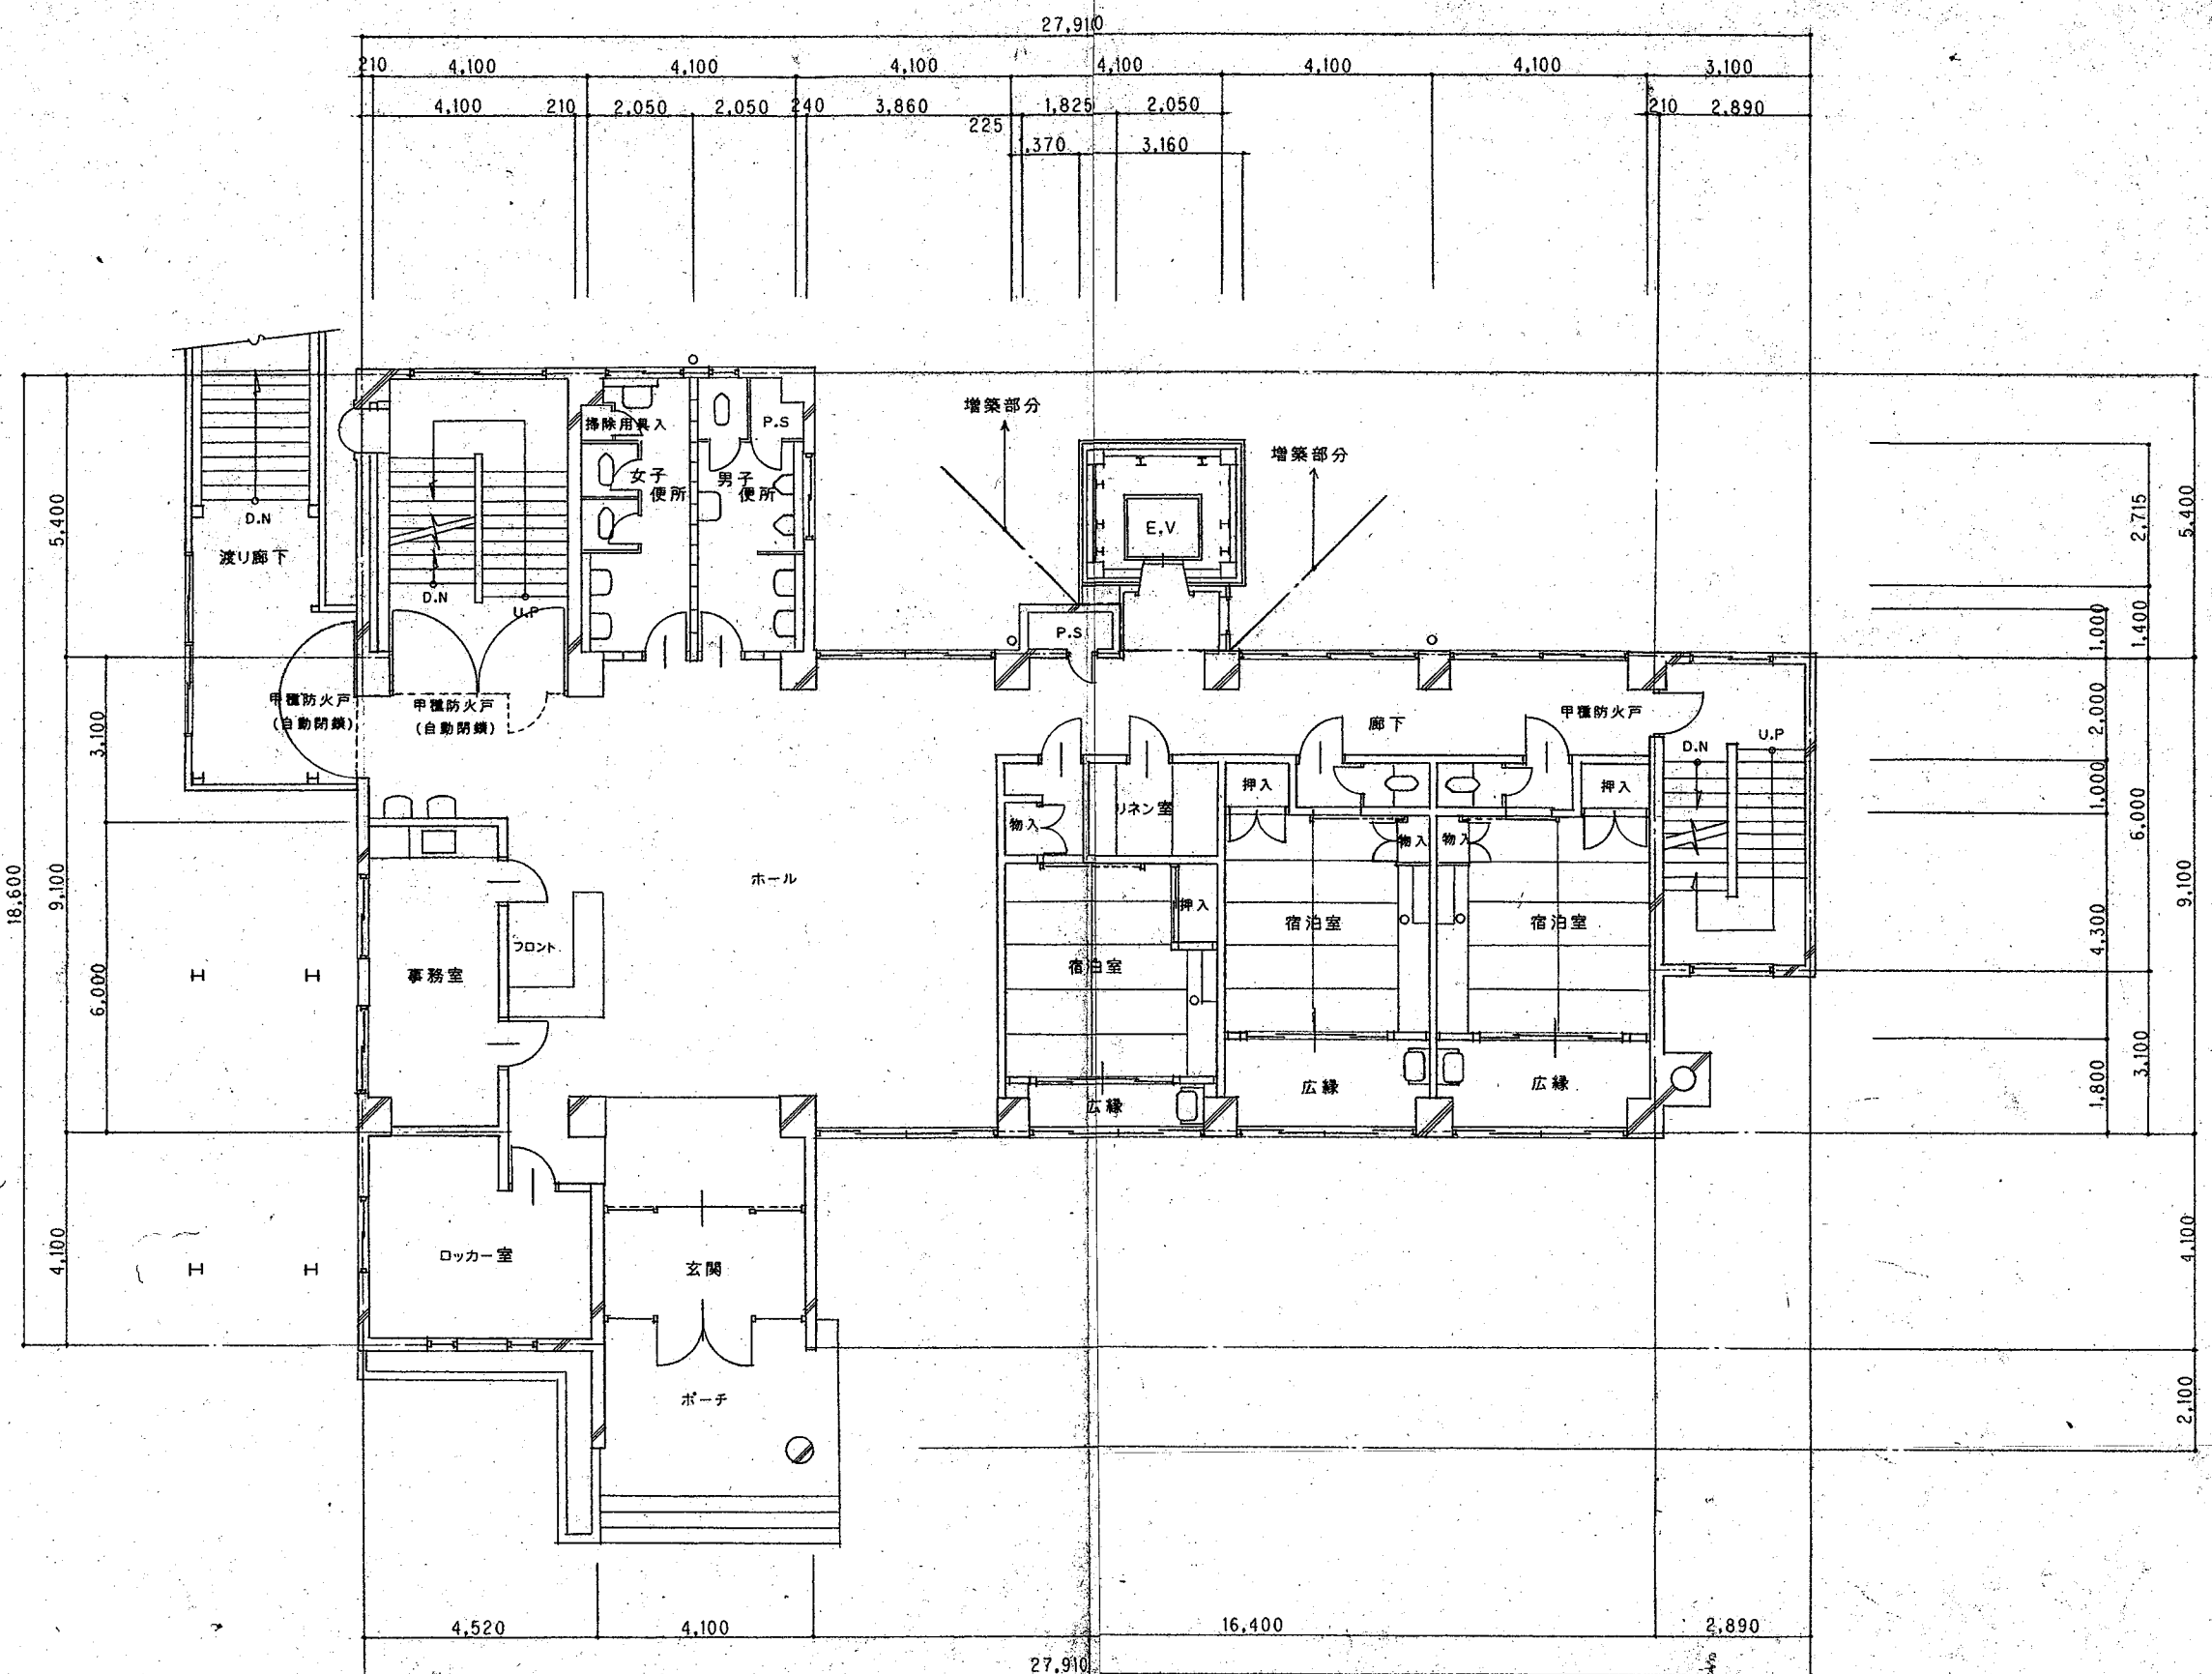 27,910
210
4,100
4,100
4,100
4,100
4,100
4,100
3,100
4,100
210
2,050
2,050
240
3,860
225
1,825
2,050
210
2,890
,370
3,160
増築部分
増築部分
掃除用具入
P.S
女子
便所
男子
便所
E.V.
D.N
渡り廊下
D.N
U.P
P.S
甲種防火戸
(自動閉鎖)
甲種防火戸
(自動閉鎖)
廊下
甲種防火戸
D.N
U.P
押入
押入
リネン室
物入
物入
物入
ホール
押入
宿泊室
宿泊室
宿泊室
フロント
事務室
広縁
広縁
広縁
ロッカー室
玄関
ポーチ
18,600
5,400
9,100
4,100
3,100
6,000
2,715
1,400
6,000
3,100
5,400
9,100
4,100
2,100
1,000
2,000
1,000
4,300
1,800
4,520
4,100
16,400
2,890
27,910